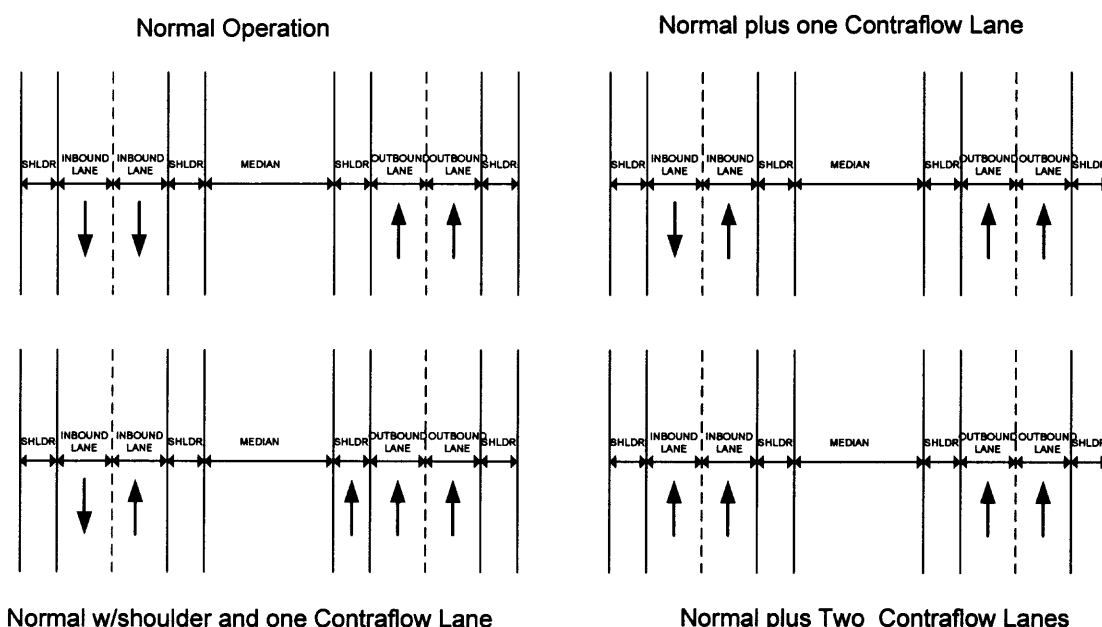 Normal Operation
Normal plus one Contraflow Lane
SHLDR
INBOUND
LANE
INBOUND
LANE
SHLDR
MEDIAN
SHLDR
OUTBOUND
LANE
OUTBOUND
LANE
SHLDR
SHLDR
INBOUND
LANE
INBOUND
LANE
SHLDR
MEDIAN
SHLDR
OUTBOUND
LANE
OUTBOUND
LANE
SHLDR
SHLDR
INBOUND
LANE
INBOUND
LANE
SHLDR
MEDIAN
SHLDR
OUTBOUND
LANE
OUTBOUND
LANE
SHLDR
SHLDR
INBOUND
LANE
INBOUND
LANE
SHLDR
MEDIAN
SHLDR
OUTBOUND
LANE
OUTBOUND
LANE
SHLDR
Normal w/shoulder and one Contraflow Lane
Normal plus Two Contraflow Lanes